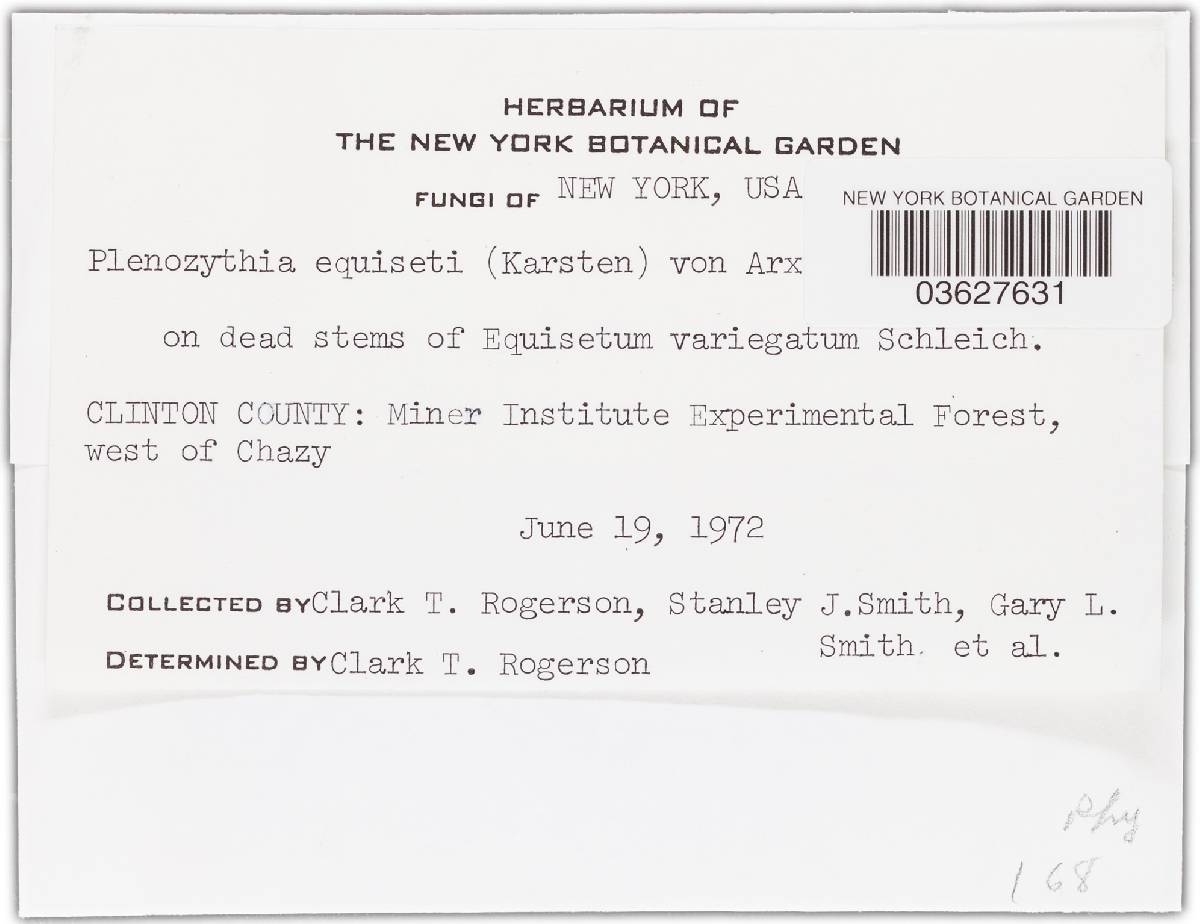 HERBARIUM OF
THE NEW YORK BOTANICAL GARDEN
FUNGI OF NEW YORK, USA
NEW YORK BOTANICAL GARDEN
03627631
Plenozythia equiseti (Karsten) von Arx
on dead stems of Equisetum variegatum Schleich.
CLINTON COUNTY: Miner Institute Experimental Forest,
west of Chazy
June 19, 1972
COLLECTED BY Clark T. Rogerson, Stanley J.Smith, Gary L.
Smith. et al.
DETERMINED BY Clark T. Rogerson
Phy
168